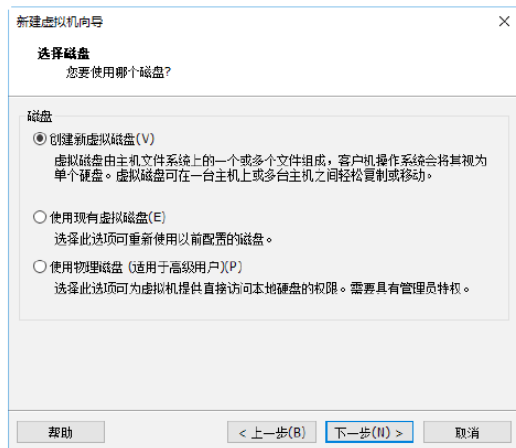 新建虚拟机向导
选择磁盘
您要使用哪个磁盘?
磁盘
创建新虚拟磁盘(V)
虚拟磁盘由主机文件系统上的一个或多个文件组成，客户机操作系统会将其视为
单个硬盘。虚拟磁盘可在一台主机上或多台主机之间轻松复制或移动。
使用现有虚拟磁盘(E)
选择此选项可重新使用以前配置的磁盘。
使用物理磁盘 (适用于高级用户)(P)
选择此选项可为虚拟机提供直接访问本地硬盘的权限。需要具有管理员特权。
帮助
< 上一步(B)
下一步(N) >
取消